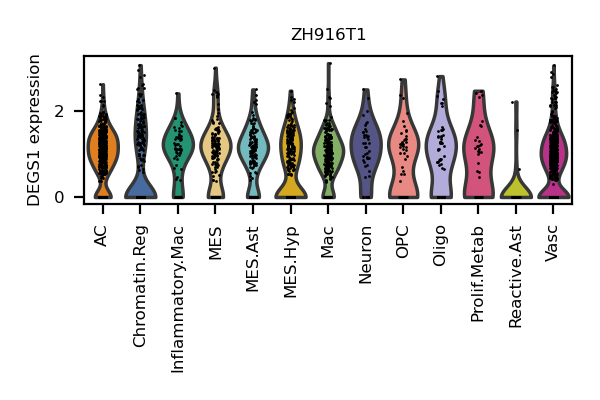 ZH916T1
DEGS1 expression
2
0
AC
Chromatin.Reg
Inflammatory.Mac
MES
MES.Ast
MES.Hyp
Mac
Neuron
OPC
Oligo
Prolif.Metab
Reactive.Ast
Vasc